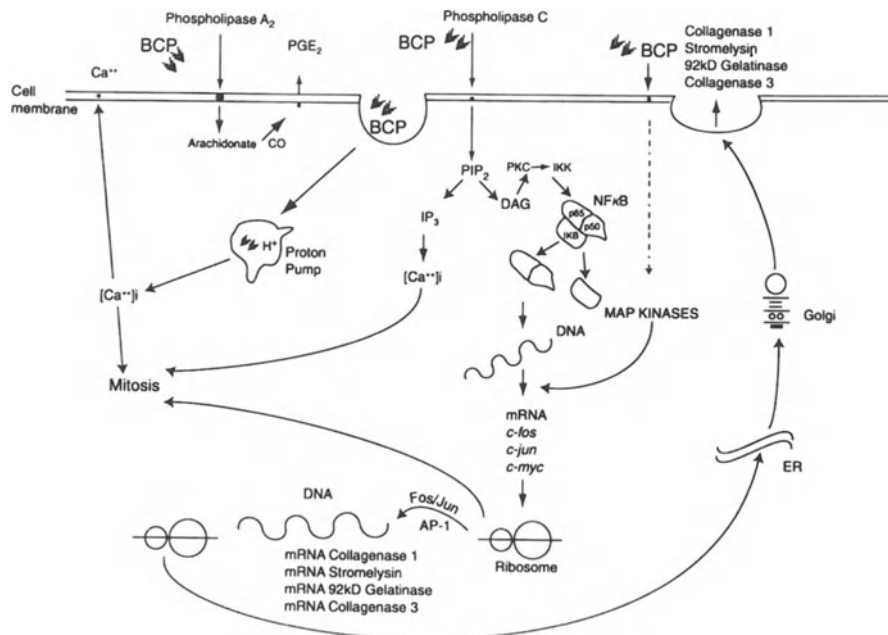 Phospholipase A2
BCP
PGE2
Ca++
Cell
membrane
Arachidonate
CO
BCP
Phospholipase C
BCP
BCP
Collagenase 1
Stromelysin
92kD Gelatinase
Collagenase 3
PIP2
PKC
IKK
DAG
NFκB
p65
p50
IKB
IP3
[Ca++]i
H+
Proton
Pump
[Ca++]i
Mitosis
DNA
MAP KINASES
Golgi
mRNA
c-fos
c-jun
c-myc
ER
DNA
Fos/Jun
AP-1
Ribosome
mRNA Collagenase 1
mRNA Stromelysin
mRNA 92kD Gelatinase
mRNA Collagenase 3